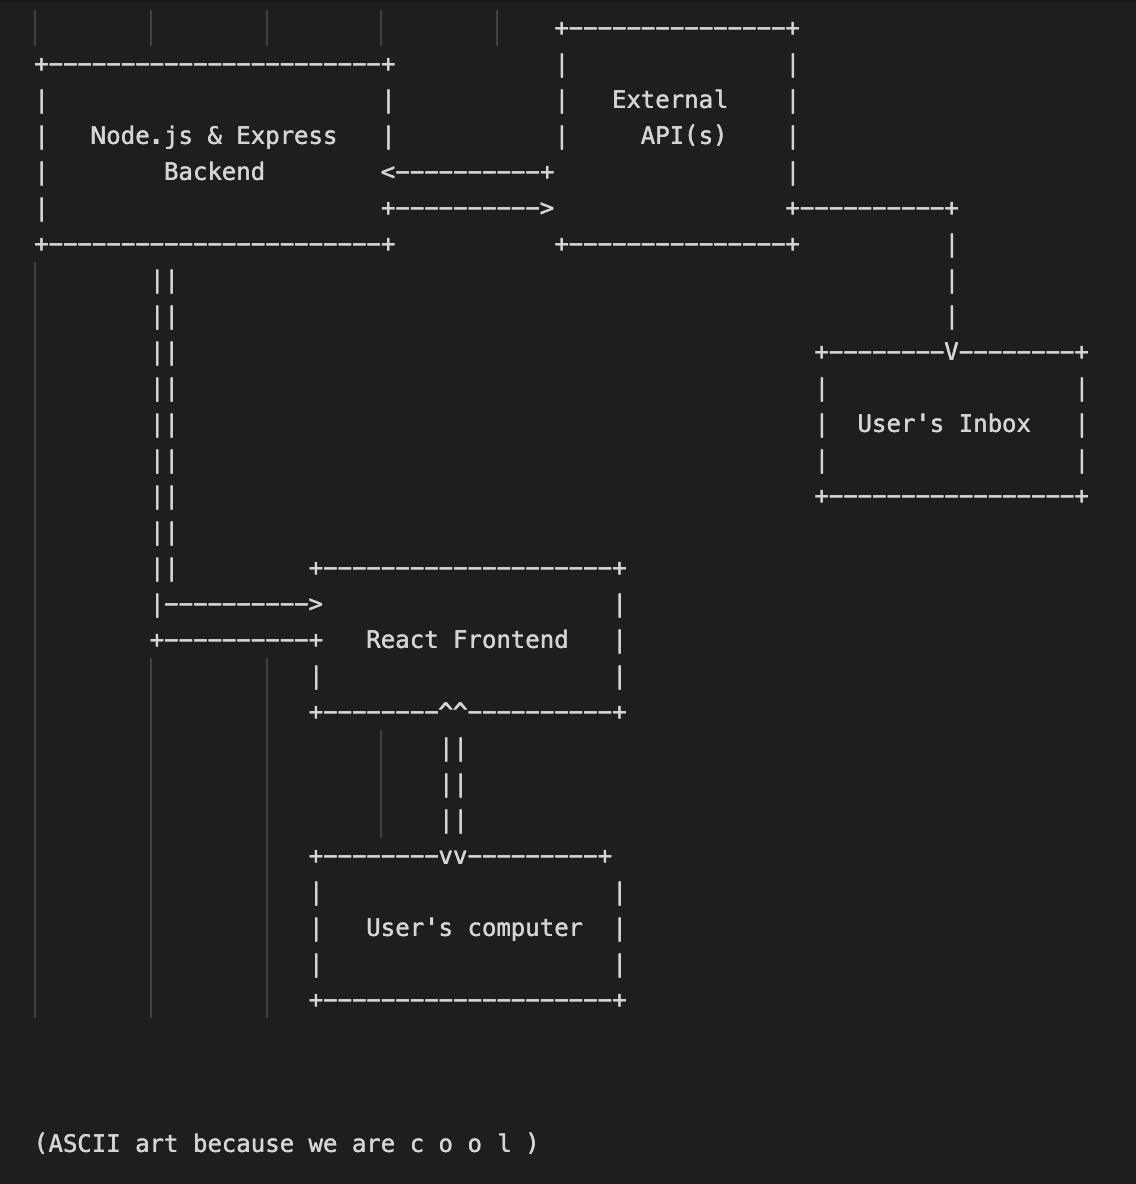 External
API(s)
Node.js & Express
Backend
User's Inbox
React Frontend
User's computer
(ASCII art because we are c o o l )